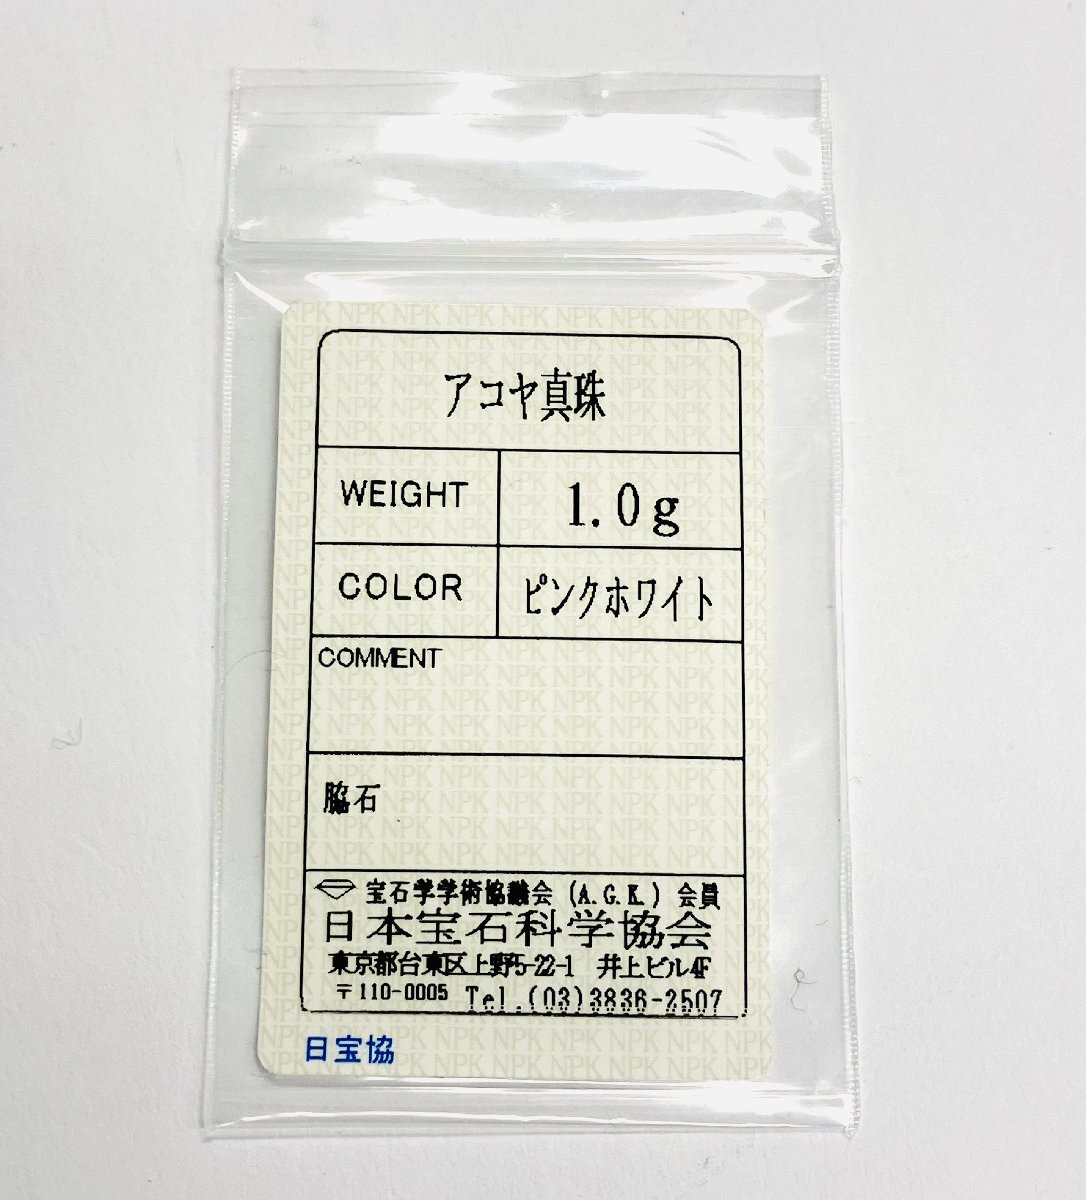 アコヤ真珠
WEIGHT 1.0g
COLOR ピンクホワイト
COMMENT
脇石
宝石学学術協議会 (A.G.K.) 会員
日本宝石科学協会
東京都台東区上野5-22-1 井上ビル4F
〒110-0005 Tel.(03)3836-2507
日宝協